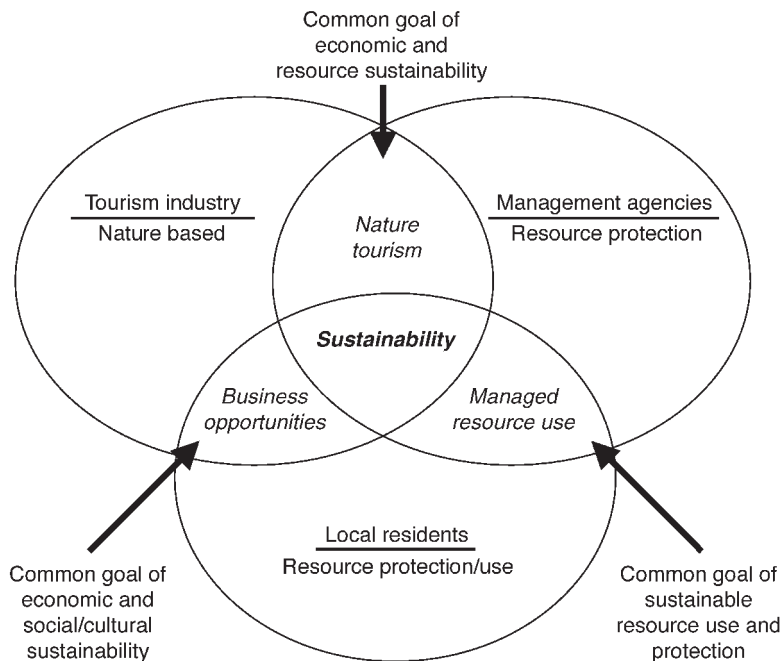 Common goal of
economic and
resource sustainability
Tourism industry
Nature based
Management agencies
Resource protection
Nature
tourism
Sustainability
Business
opportunities
Managed
resource use
Local residents
Resource protection/use
Common goal of
economic and
social/cultural
sustainability
Common goal of
sustainable
resource use and
protection